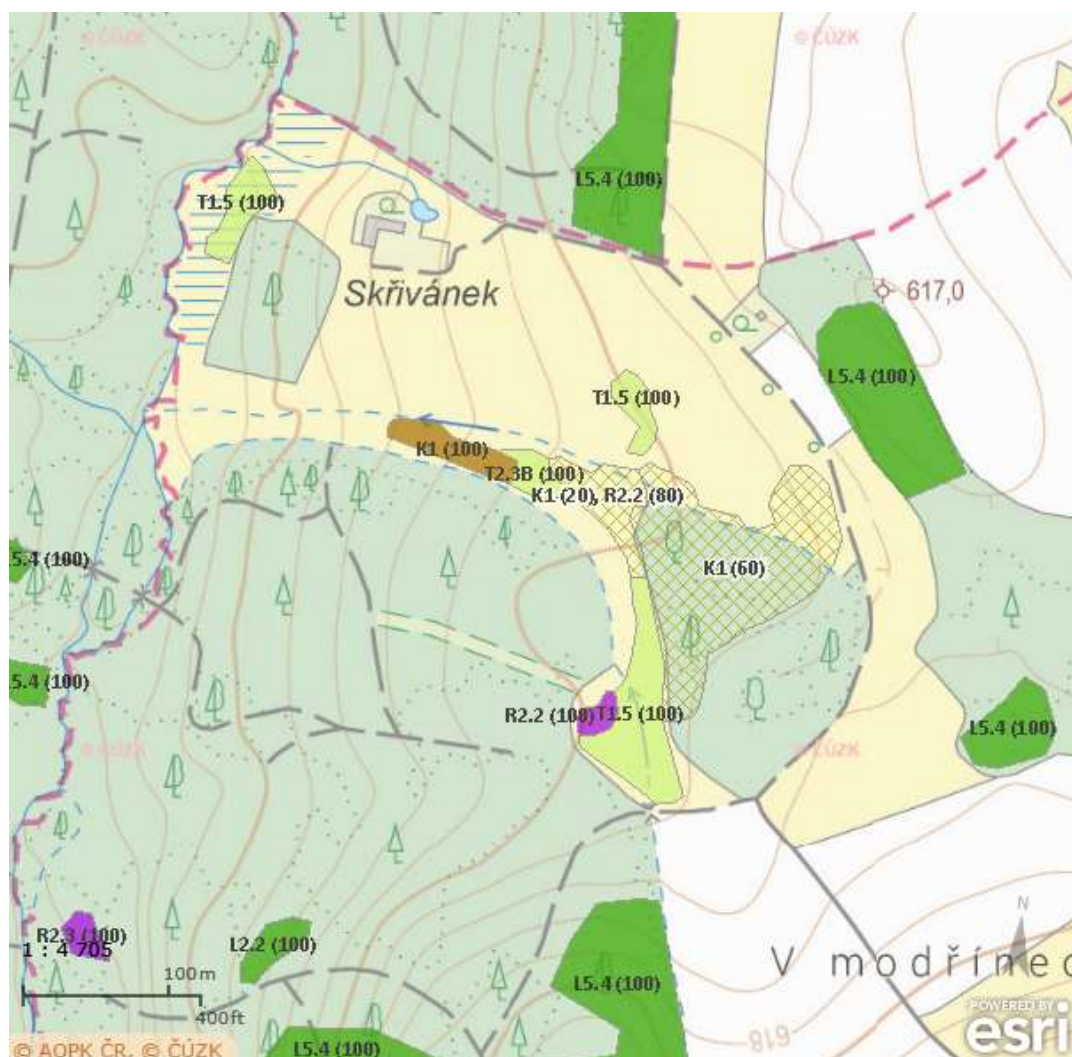 © ČÚZK
© ČÚZK
L5.4 (100)
T1.5 (100)
Skřivánek
617,0
L5.4 (100)
T1.5 (100)
K1 (100)
T2.3B (100)
K1 (20), R2.2 (80)
5.4 (100)
K1 (60)
5.4 (100)
R2.2 (100)
T1.5 (100)
L5.4 (100)
© ČÚZK
© ČÚZK
R2.3 (100)
1 : 4 705
L2.2 (100)
N
V modřínec
100m
L5.4 (100)
400ft
618
POWERED BY
esri
© AOPK ČR, © ČÚZK
L5.4 (100)